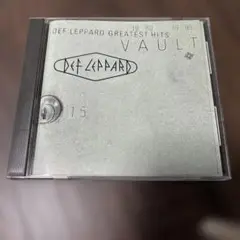 DEF LEPPARD GREATEST HITS
VAULT
DEF LEPPARD
15